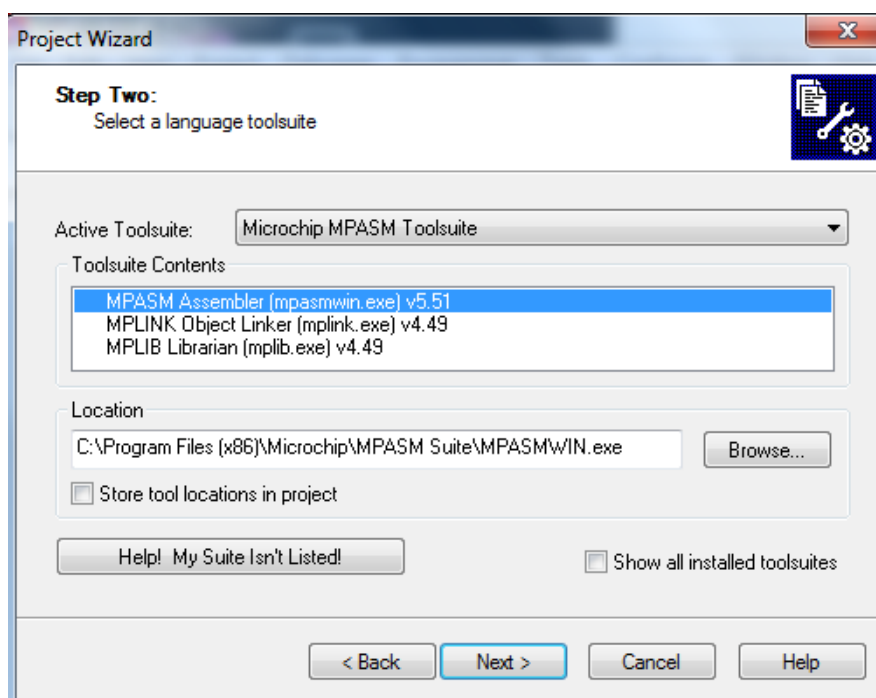 Project Wizard
Step Two:
Select a language toolsuite
Active Toolsuite: Microchip MPASM Toolsuite
Toolsuite Contents
MPASM Assembler (mpasmwin.exe) v5.51
MPLINK Object Linker (mplink.exe) v4.49
MPLIB Librarian (mplib.exe) v4.49
Location
C:\Program Files (x86)\Microchip\MPASM Suite\MPASMWIN.exe Browse...
Store tool locations in project
Help! My Suite Isn't Listed! Show all installed toolsuites
< Back Next > Cancel Help